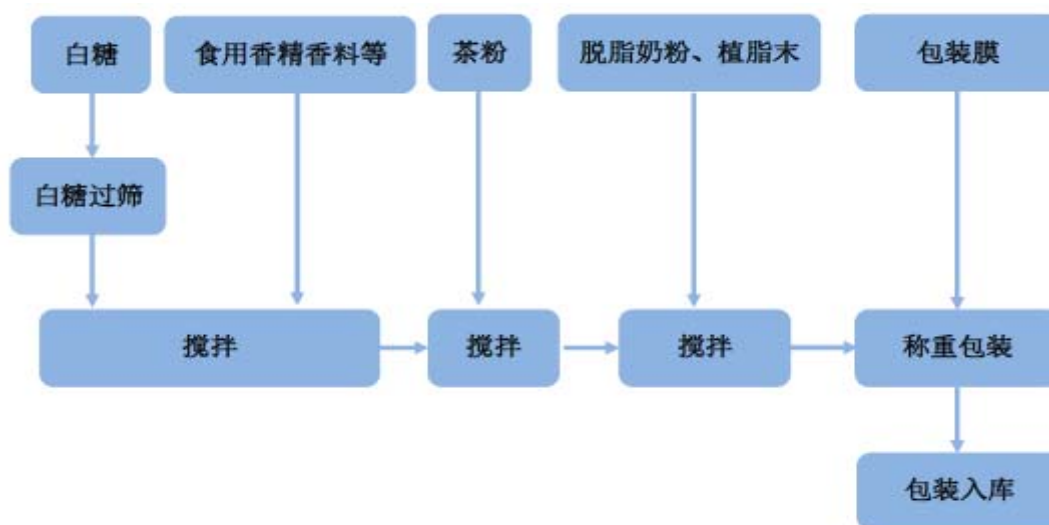 白糖
食用香精香料等
茶粉
脱脂奶粉、植脂末
包装膜
白糖过筛
搅拌
搅拌
搅拌
称重包装
包装入库